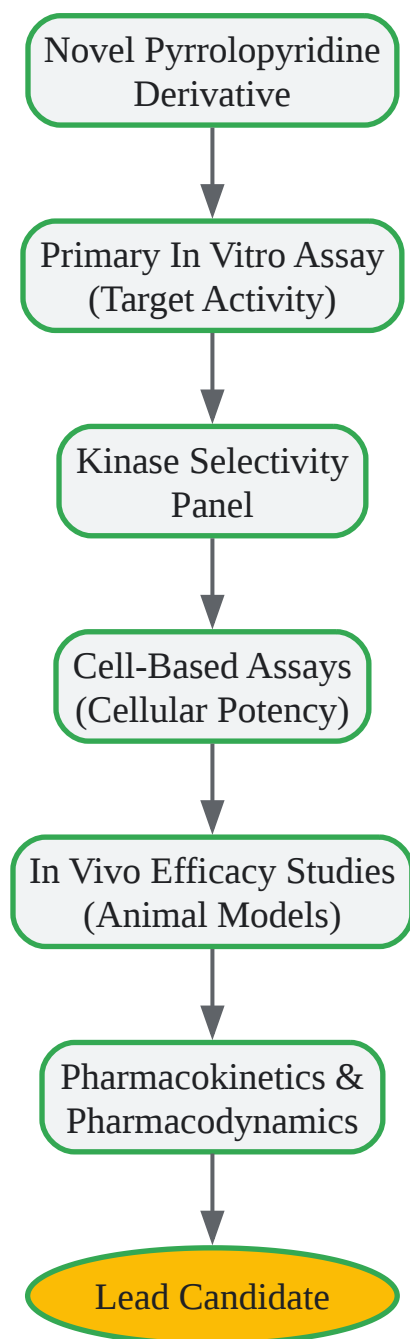 Novel Pyrrolopyridine
Derivative
Primary In Vitro Assay
(Target Activity)
Kinase Selectivity
Panel
Cell-Based Assays
(Cellular Potency)
In Vivo Efficacy Studies
(Animal Models)
Pharmacokinetics &
Pharmacodynamics
Lead Candidate